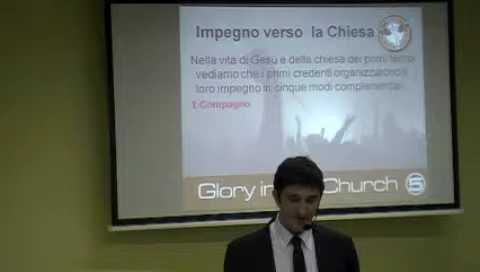 Impegno verso la Chiesa
Nella vita di Gesù e della chiesa dei primi tempi
vediamo che i primi credenti organizzarono il
loro impegno in cinque modi complementari
1.Compagno
Glory in Church 5